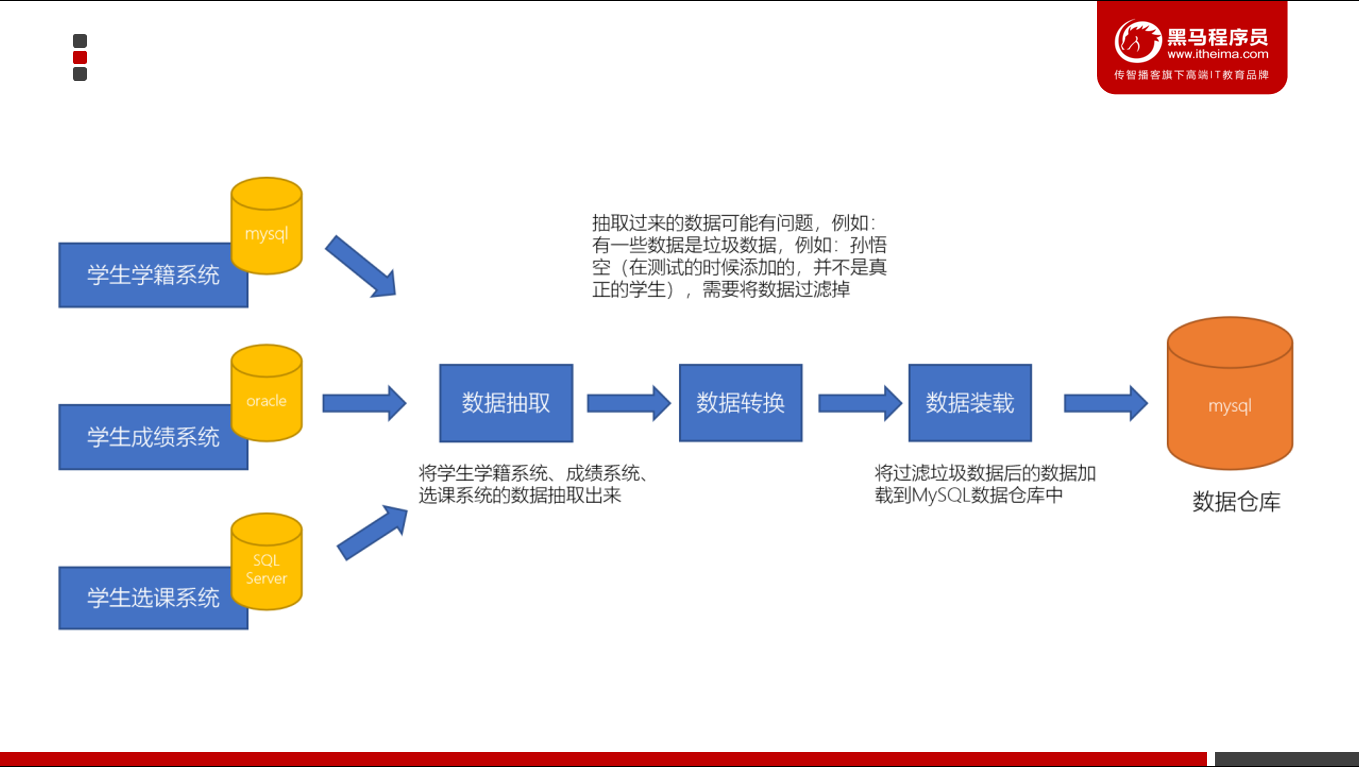 黑马程序员
www.itheima.com
传智播客旗下高端IT教育品牌
mysql
学生学籍系统
抽取过来的数据可能有问题，例如：
有一些数据是垃圾数据，例如：孙悟
空（在测试的时候添加的，并不是真
正的学生），需要将数据过滤掉
oracle
学生成绩系统
数据抽取
数据转换
数据装载
mysql
将学生学籍系统、成绩系统、
选课系统的数据抽取出来
将过滤垃圾数据后的数据加
载到MySQL数据仓库中
数据仓库
SQL
Server
学生选课系统